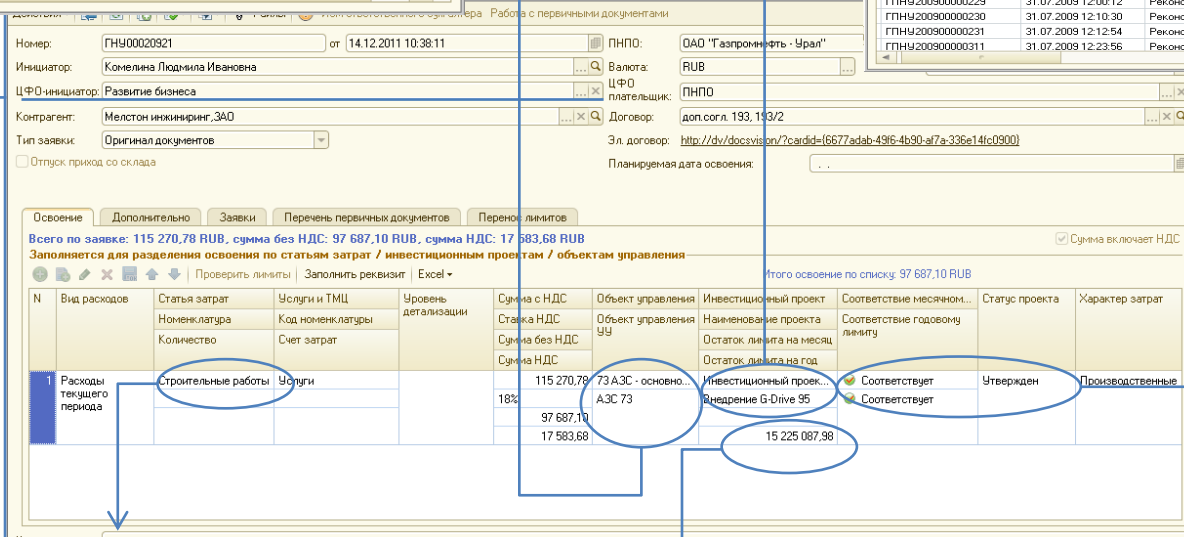 Действия Файлы ответственного бухгалтера Работа с первичными документами
ГПНУ200900000229 31.07.2009 12:00:12 Реконс
ГПНУ200900000230 31.07.2009 12:10:30 Реконс
ГПНУ200900000231 31.07.2009 12:12:54 Реконс
ГПНУ200900000311 31.07.2009 12:23:56 Реконс
Номер: ГНУ00020921 от 14.12.2011 10:38:11 ПНПО: ОАО "Газпромнефть - Урал"
Инициатор: Комелина Людмила Ивановна Валюта: RUB
ЦФО-инициатор: Развитие бизнеса ЦФО плательщик: ПНПО
Контрагент: Мелстон инжиниринг,ЗАО Договор: доп.согл. 193, 193/2
Тип заявки: Оригинал документов Эл. договор: http://dv/docsvision/?cardid={6677adab-49f6-4b90-af7a-336e14fc0900}
Отпуск приход со склада Планируемая дата освоения: . .
Освоение Дополнительно Заявки Перечень первичных документов Перенос лимитов
Всего по заявке: 115 270,78 RUB, сумма без НДС: 97 687,10 RUB, сумма НДС: 17 583,68 RUB Сумма включает НДС
Заполняется для разделения освоения по статьям затрат / инвестиционным проектам / объектам управления
Проверить лимиты Заполнить реквизит Excel Итого освоение по списку: 97 687,10 RUB
N Вид расходов Статья затрат Услуги и ТМЦ Уровень детализации Сумма с НДС Объект управления Инвестиционный проект Соответствие месячном... Статус проекта Характер затрат
Номенклатура Код номенклатуры Ставка НДС Объект управления УУ Наименование проекта Соответствие годовому лимиту
Количество Счет затрат Сумма без НДС Остаток лимита на месяц
Сумма НДС Остаток лимита на год
1 Расходы текущего периода Строительные работы Услуги 115 270,78 73 АЗС - основно... Инвестиционный проек... Соответствует Утвержден Производственные
18% АЗС 73 Внедрение G-Drive 95 Соответствует
97 687,10
17 583,68 15 225 087,98